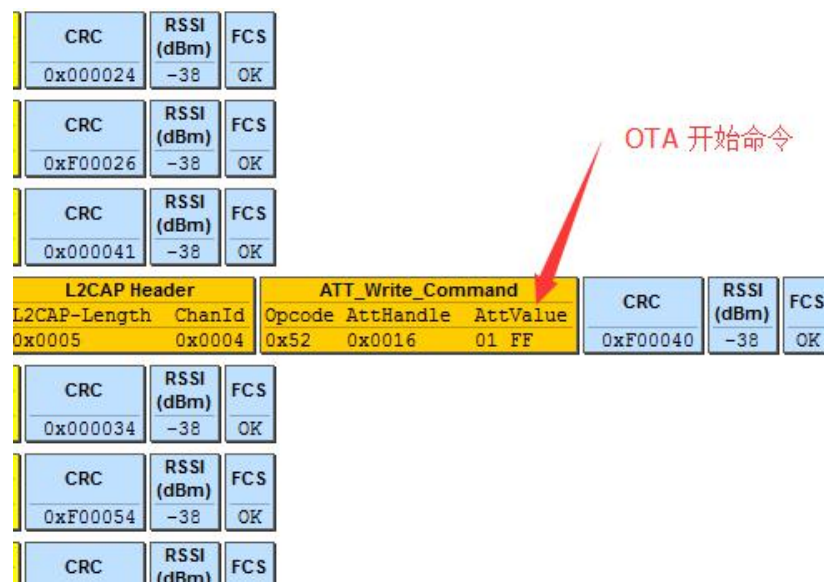 CRC RSSI (dBm) FCS
0x000024 -38 OK
CRC RSSI (dBm) FCS
0xF00026 -38 OK
OTA 开始命令
CRC RSSI (dBm) FCS
0x000041 -38 OK
L2CAP Header ATT_Write_Command CRC RSSI (dBm) FCS
L2CAP-Length ChanId Opcode AttHandle AttValue
0x0005 0x0004 0x52 0x0016 01 FF 0xF00040 -38 OK
CRC RSSI (dBm) FCS
0x000034 -38 OK
CRC RSSI (dBm) FCS
0xF00054 -38 OK
CRC RSSI (dBm) FCS